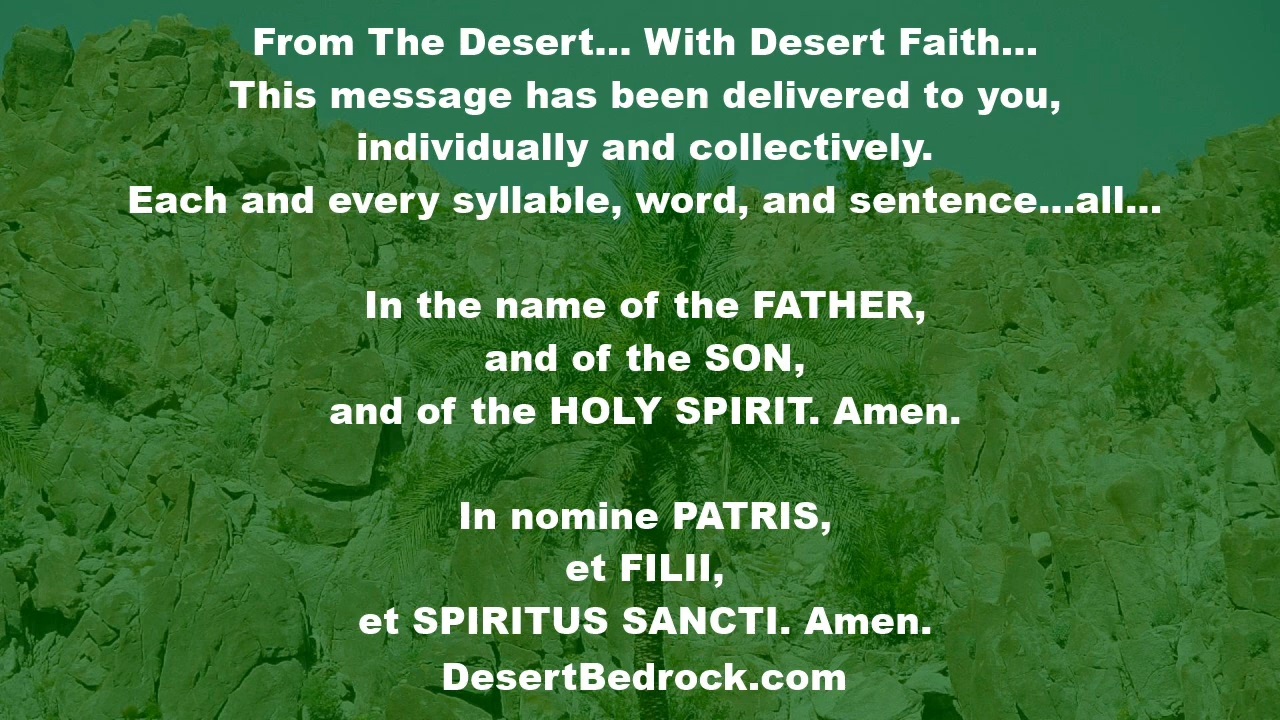 From The Desert... With Desert Faith...
This message has been delivered to you,
individually and collectively.
Each and every syllable, word, and sentence...all...
In the name of the FATHER,
and of the SON,
and of the HOLY SPIRIT. Amen.
In nomine PATRIS,
et FILII,
et SPIRITUS SANCTI. Amen.
DesertBedrock.com